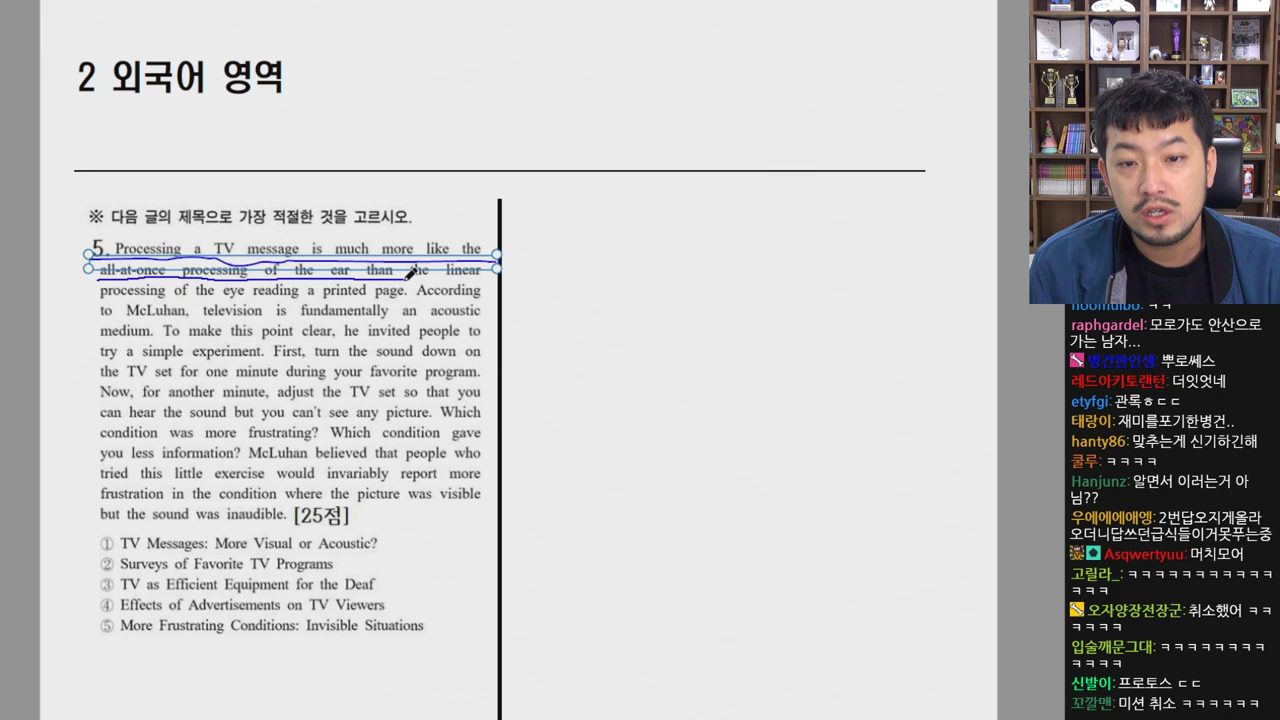 2 외국어 영역
※ 다음 글의 제목으로 가장 적절한 것을 고르시오.
5. Processing a TV message is much more like the
all-at-once processing of the ear than the linear
processing of the eye reading a printed page. According
to McLuhan, television is fundamentally an acoustic
medium. To make this point clear, he invited people to
try a simple experiment. First, turn the sound down on
the TV set for one minute during your favorite program.
Now, for another minute, adjust the TV set so that you
can hear the sound but you can't see any picture. Which
condition was more frustrating? Which condition gave
you less information? McLuhan believed that people who
tried this little exercise would invariably report more
frustration in the condition where the picture was visible
but the sound was inaudible. [25점]
① TV Messages: More Visual or Acoustic?
② Surveys of Favorite TV Programs
③ TV as Efficient Equipment for the Deaf
④ Effects of Advertisements on TV Viewers
⑤ More Frustrating Conditions: Invisible Situations
raphgardel: 모로가도 안산으로
가는 남자...
명건한인생: 뿌로쎄스
레드아키토랜턴: 더잇엇네
etyfgi: 관록ㅎㄷㄷ
태랑이: 재미를포기한병건..
hanty86: 맞추는게 신기하긴해
쿨루: ㅋㅋㅋㅋ
Hanjunz: 알면서 이러는거 아
님??
우에에에애엥: 2번답오지게올라
오더니답쓰던급식들이거못푸는중
Asqwertyuu: 머치모어
고릴라_: ㅋㅋㅋㅋㅋㅋㅋㅋㅋㅋㅋ
ㅋㅋㅋ
오자양장전장군: 취소했어 ㅋㅋ
ㅋㅋㅋㅋ
입술깨문그대: ㅋㅋㅋㅋㅋㅋㅋㅋ
ㅋㅋㅋㅋ
신발이: 프로토스 ㄷㄷ
꼬깔맨: 미션 취소 ㅋㅋㅋㅋㅋㅋ